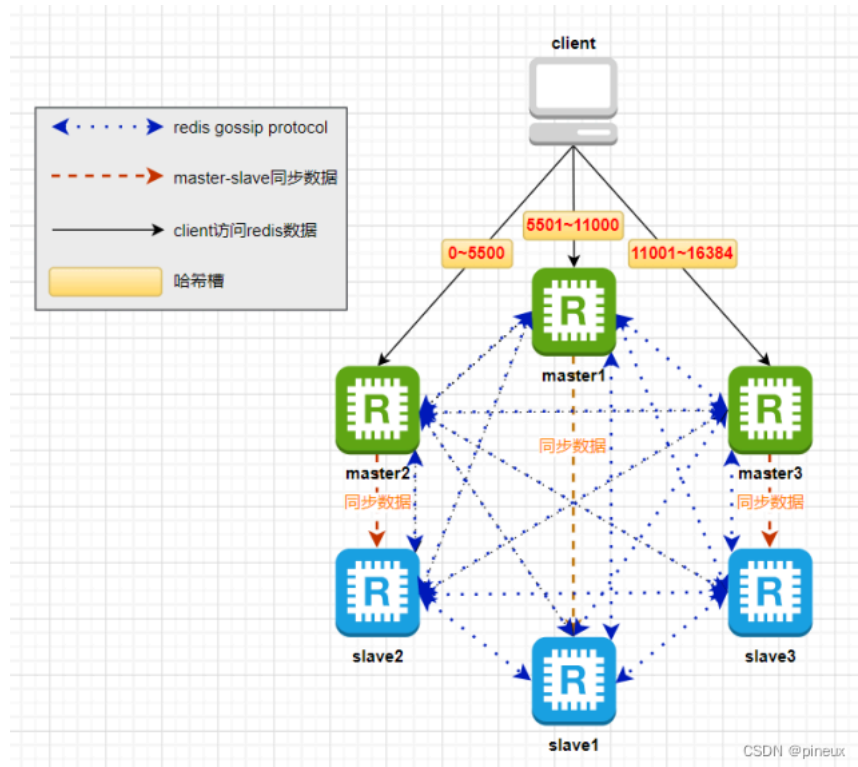 client
redis gossip protocol
master-slave同步数据
client访问redis数据
哈希槽
5501~11000
0~5500
11001~16384
R
master1
R
R
同步数据
master2
master3
同步数据
同步数据
R
R
slave2
slave3
R
slave1
CSDN @pineux